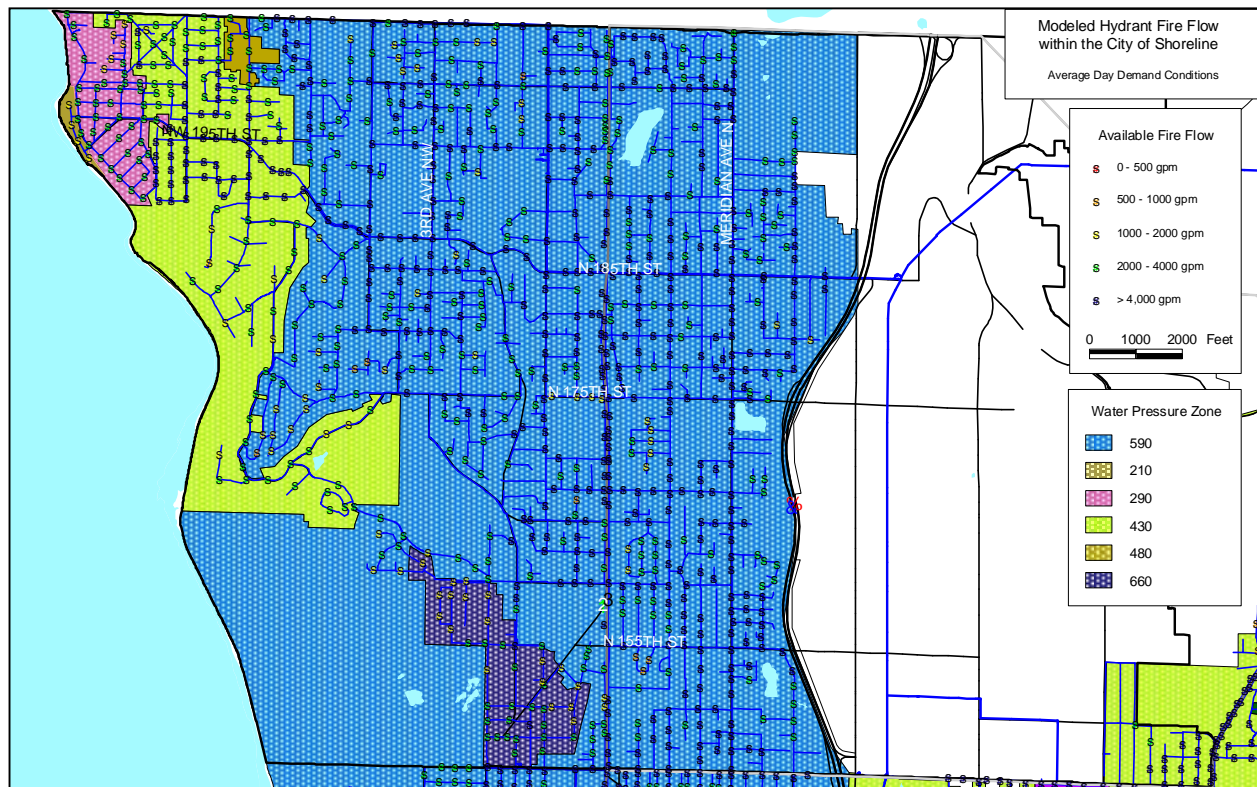 Modeled Hydrant Fire Flow
within the City of Shoreline
Average Day Demand Conditions
Available Fire Flow
0 - 500 gpm
500 - 1000 gpm
1000 - 2000 gpm
2000 - 4000 gpm
> 4,000 gpm
0 1000 2000 Feet
Water Pressure Zone
590
210
290
430
480
660
NW 195TH ST
3RD AVE NW
MERIDIAN AVE N
N 185TH ST
N 175TH ST
2
N 155TH ST